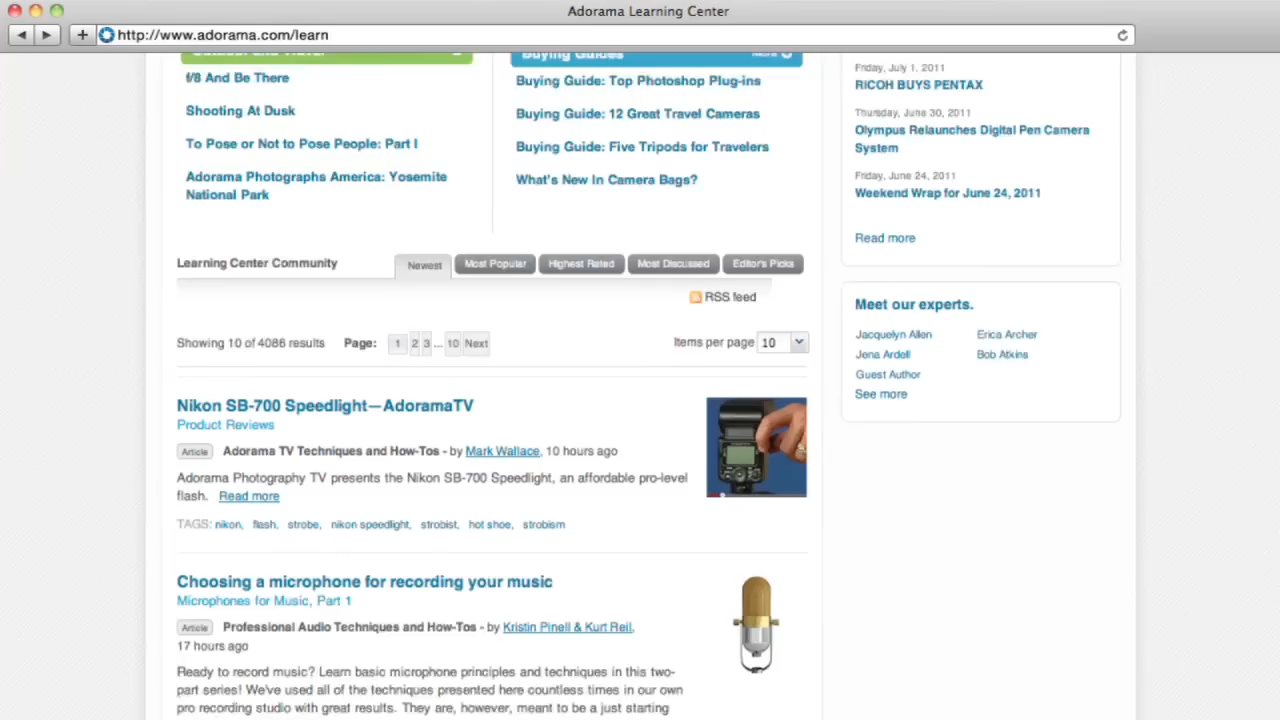 Adorama Learning Center
http://www.adorama.com/learn
Buying Guides
f/8 And Be There
Shooting At Dusk
To Pose or Not to Pose People: Part I
Adorama Photographs America: Yosemite
National Park
Buying Guide: Top Photoshop Plug-ins
Buying Guide: 12 Great Travel Cameras
Buying Guide: Five Tripods for Travelers
What's New In Camera Bags?
Friday, July 1, 2011
RICOH BUYS PENTAX
Thursday, June 30, 2011
Olympus Relaunches Digital Pen Camera
System
Friday, June 24, 2011
Weekend Wrap for June 24, 2011
Read more
Learning Center Community
Newest Most Popular Highest Rated Most Discussed Editor's Picks
RSS feed
Showing 10 of 4086 results Page: 1 2 3 ... 10 Next
Items per page 10
Meet our experts.
Jacquelyn Allen Erica Archer
Jena Ardell Bob Atkins
Guest Author
See more
Nikon SB-700 Speedlight—AdoramaTV
Product Reviews
Article Adorama TV Techniques and How-Tos - by Mark Wallace, 10 hours ago
Adorama Photography TV presents the Nikon SB-700 Speedlight, an affordable pro-level
flash. Read more
TAGS: nikon, flash, strobe, nikon speedlight, strobist, hot shoe, strobism
Choosing a microphone for recording your music
Microphones for Music, Part 1
Article Professional Audio Techniques and How-Tos - by Kristin Pinell & Kurt Reil,
17 hours ago
Ready to record music? Learn basic microphone principles and techniques in this two-
part series! We've used all of the techniques presented here countless times in our own
pro recording studio with great results. They are, however, meant to be a just starting